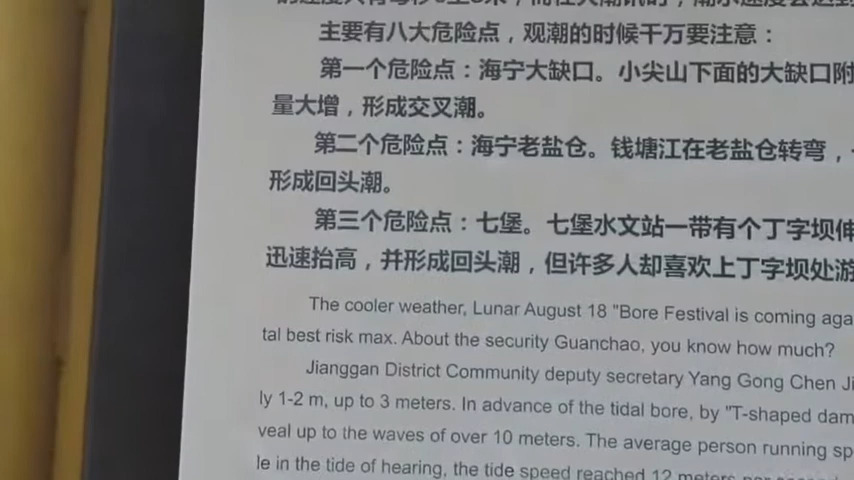 的速度只有每秒
主要有八大危险点，观潮的时候千万要注意：
第一个危险点：海宁大缺口。小尖山下面的大缺口附
量大增，形成交叉潮。
第二个危险点：海宁老盐仓。钱塘江在老盐仓转弯，
形成回头潮。
第三个危险点：七堡。七堡水文站一带有个丁字坝伸
迅速抬高，并形成回头潮，但许多人却喜欢上丁字坝处游
The cooler weather, Lunar August 18 "Bore Festival is coming aga
tal best risk max. About the security Guanchao, you know how much?
Jianggan District Community deputy secretary Yang Gong Chen Ji
ly 1-2 m, up to 3 meters. In advance of the tidal bore, by "T-shaped dam
veal up to the waves of over 10 meters. The average person running sp
le in the tide of hearing, the tide speed reached 12 meters per second